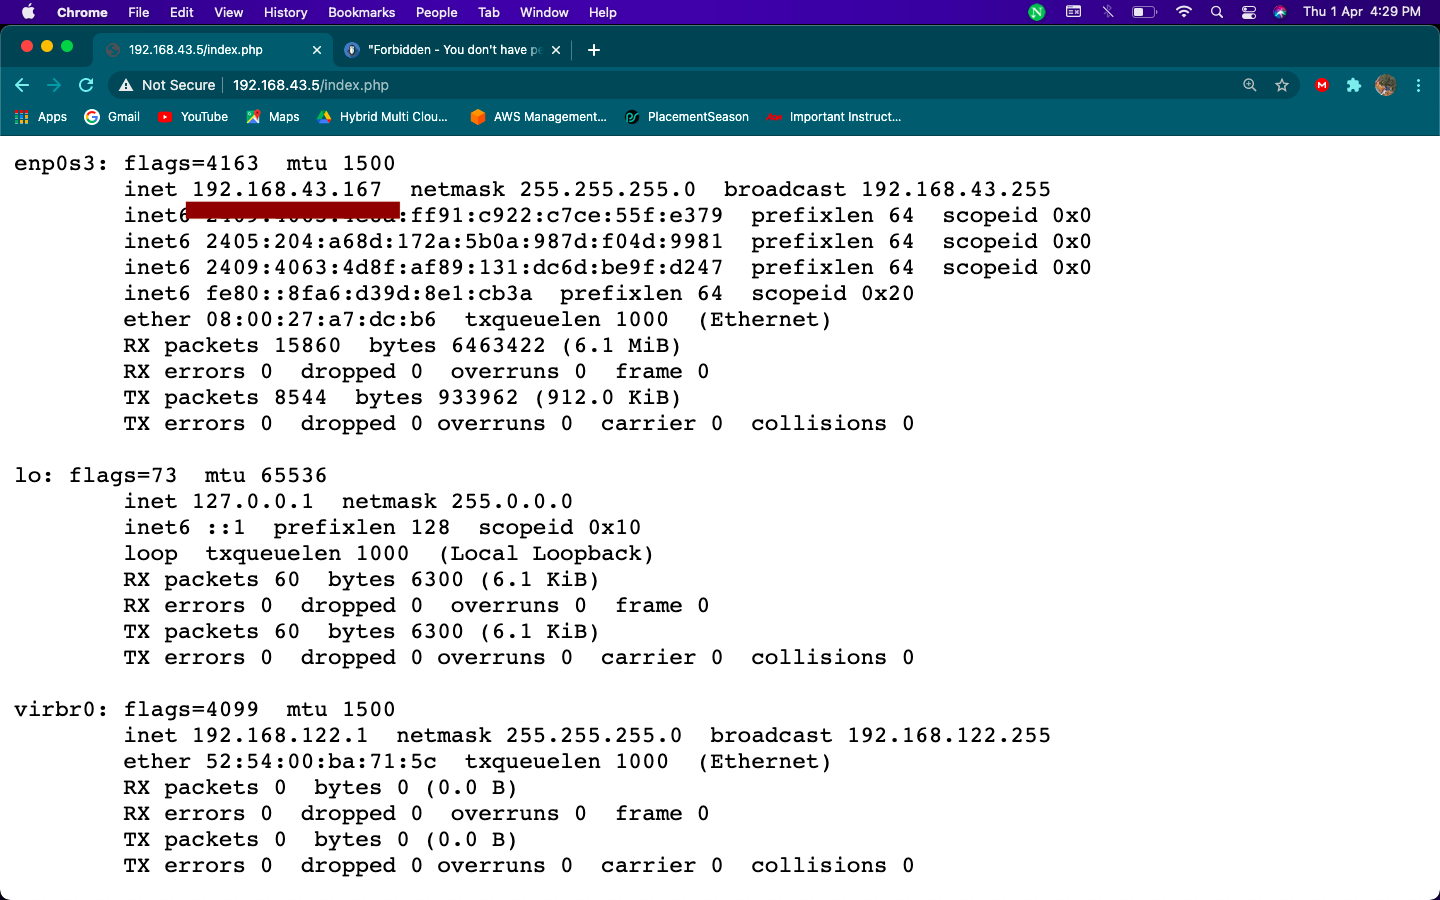 Chrome File Edit View History Bookmarks People Tab Window Help Thu 1 Apr 4:29 PM
192.168.43.5/index.php "Forbidden - You don't have pe
Not Secure 192.168.43.5/index.php
Apps Gmail YouTube Maps Hybrid Multi Clou... AWS Management... PlacementSeason Important Instruct...
enp0s3: flags=4163 mtu 1500
inet 192.168.43.167 netmask 255.255.255.0 broadcast 192.168.43.255
inet6 :ff91:c922:c7ce:55f:e379 prefixlen 64 scopeid 0x0
inet6 2405:204:a68d:172a:5b0a:987d:f04d:9981 prefixlen 64 scopeid 0x0
inet6 2409:4063:4d8f:af89:131:dc6d:be9f:d247 prefixlen 64 scopeid 0x0
inet6 fe80::8fa6:d39d:8e1:cb3a prefixlen 64 scopeid 0x20
ether 08:00:27:a7:dc:b6 txqueuelen 1000 (Ethernet)
RX packets 15860 bytes 6463422 (6.1 MiB)
RX errors 0 dropped 0 overruns 0 frame 0
TX packets 8544 bytes 933962 (912.0 KiB)
TX errors 0 dropped 0 overruns 0 carrier 0 collisions 0
lo: flags=73 mtu 65536
inet 127.0.0.1 netmask 255.0.0.0
inet6 ::1 prefixlen 128 scopeid 0x10
loop txqueuelen 1000 (Local Loopback)
RX packets 60 bytes 6300 (6.1 KiB)
RX errors 0 dropped 0 overruns 0 frame 0
TX packets 60 bytes 6300 (6.1 KiB)
TX errors 0 dropped 0 overruns 0 carrier 0 collisions 0
virbr0: flags=4099 mtu 1500
inet 192.168.122.1 netmask 255.255.255.0 broadcast 192.168.122.255
ether 52:54:00:ba:71:5c txqueuelen 1000 (Ethernet)
RX packets 0 bytes 0 (0.0 B)
RX errors 0 dropped 0 overruns 0 frame 0
TX packets 0 bytes 0 (0.0 B)
TX errors 0 dropped 0 overruns 0 carrier 0 collisions 0